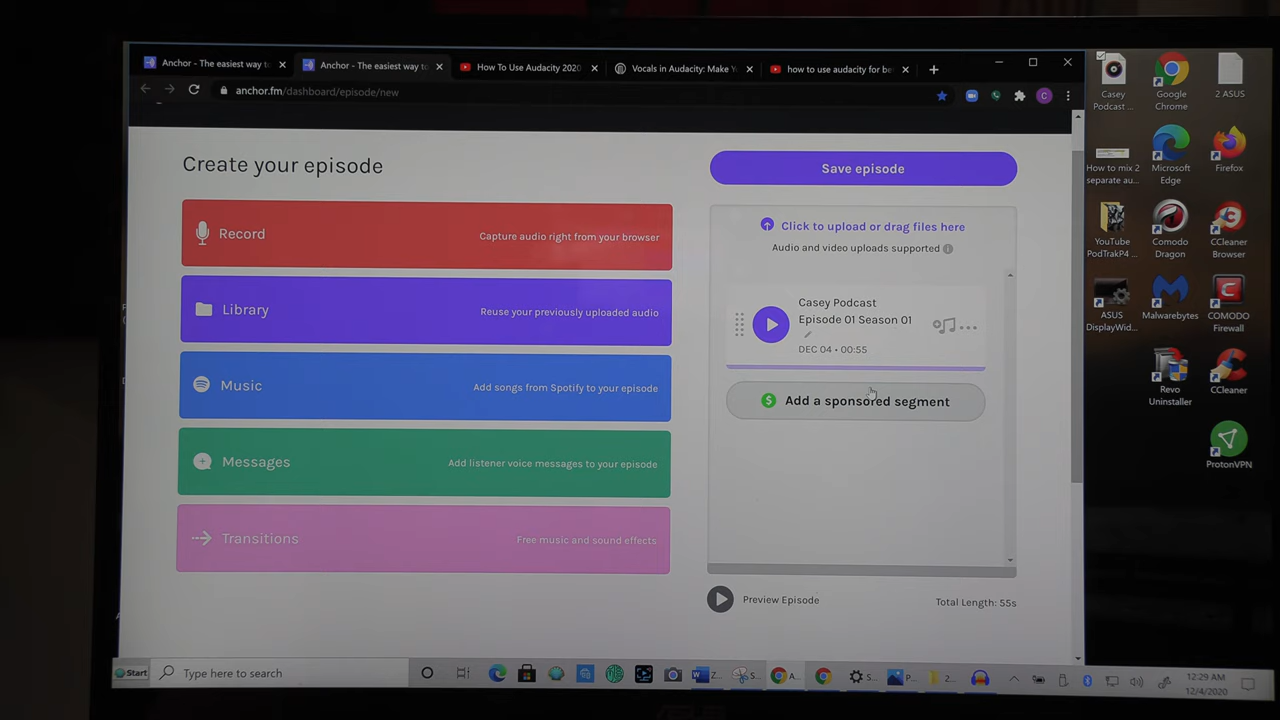 Anchor - The easiest way to
Anchor - The easiest way to
How To Use Audacity 2020
Vocals in Audacity: Make Y
how to use audacity for be
anchor.fm/dashboard/episode/new
C
Create your episode
Save episode
Record
Capture audio right from your browser
Library
Reuse your previously uploaded audio
Music
Add songs from Spotify to your episode
Messages
Add listener voice messages to your episode
Transitions
Free music and sound effects
Click to upload or drag files here
Audio and video uploads supported
Casey Podcast
Episode 01 Season 01
DEC 04 • 00:55
$ Add a sponsored segment
Preview Episode
Total Length: 55s
Casey
Podcast ...
Google
Chrome
2 ASUS
How to mix 2
separate au...
Microsoft
Edge
Firefox
YouTube
PodTrakP4 ...
Comodo
Dragon
CCleaner
Browser
ASUS
DisplayWid...
Malwarebytes
COMODO
Firewall
Revo
Uninstaller
CCleaner
ProtonVPN
Start
Type here to search
Z...
S...
A...
S...
P...
2...
12:29 AM
12/4/2020